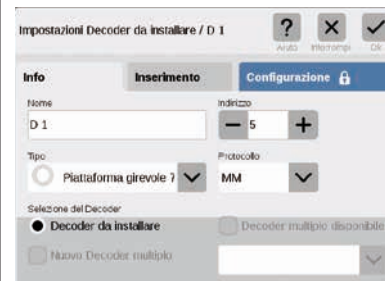 Impostazioni Decoder da installare / D 1
Aiuto Interrompi Ok
Info Inserimento Configurazione
Nome Indirizzo
D 1 5
Tipo Protocollo
Piattaforma girevole 7 MM
Selezione del Decoder
Decoder da installare Decoder multiplo disponibile
Nuovo Decoder multiplo